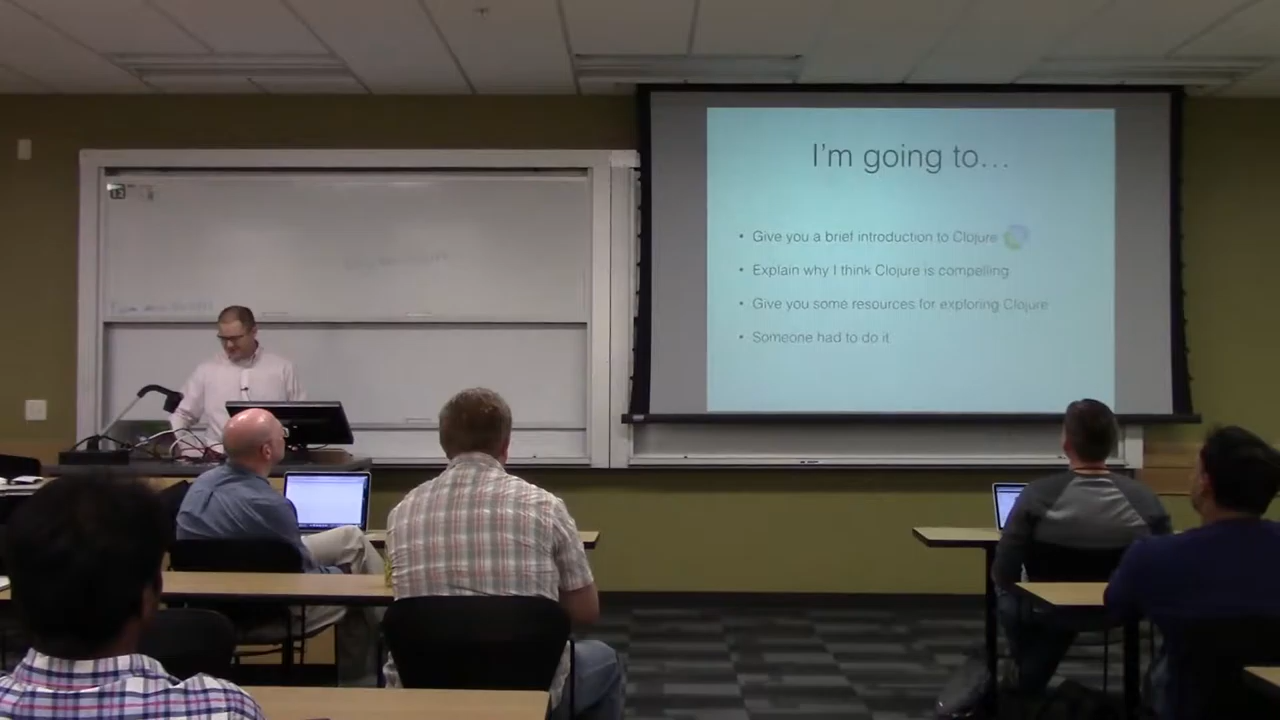 I'm going to…
• Give you a brief introduction to Clojure
• Explain why I think Clojure is compelling
• Give you some resources for exploring Clojure
• Someone had to do it